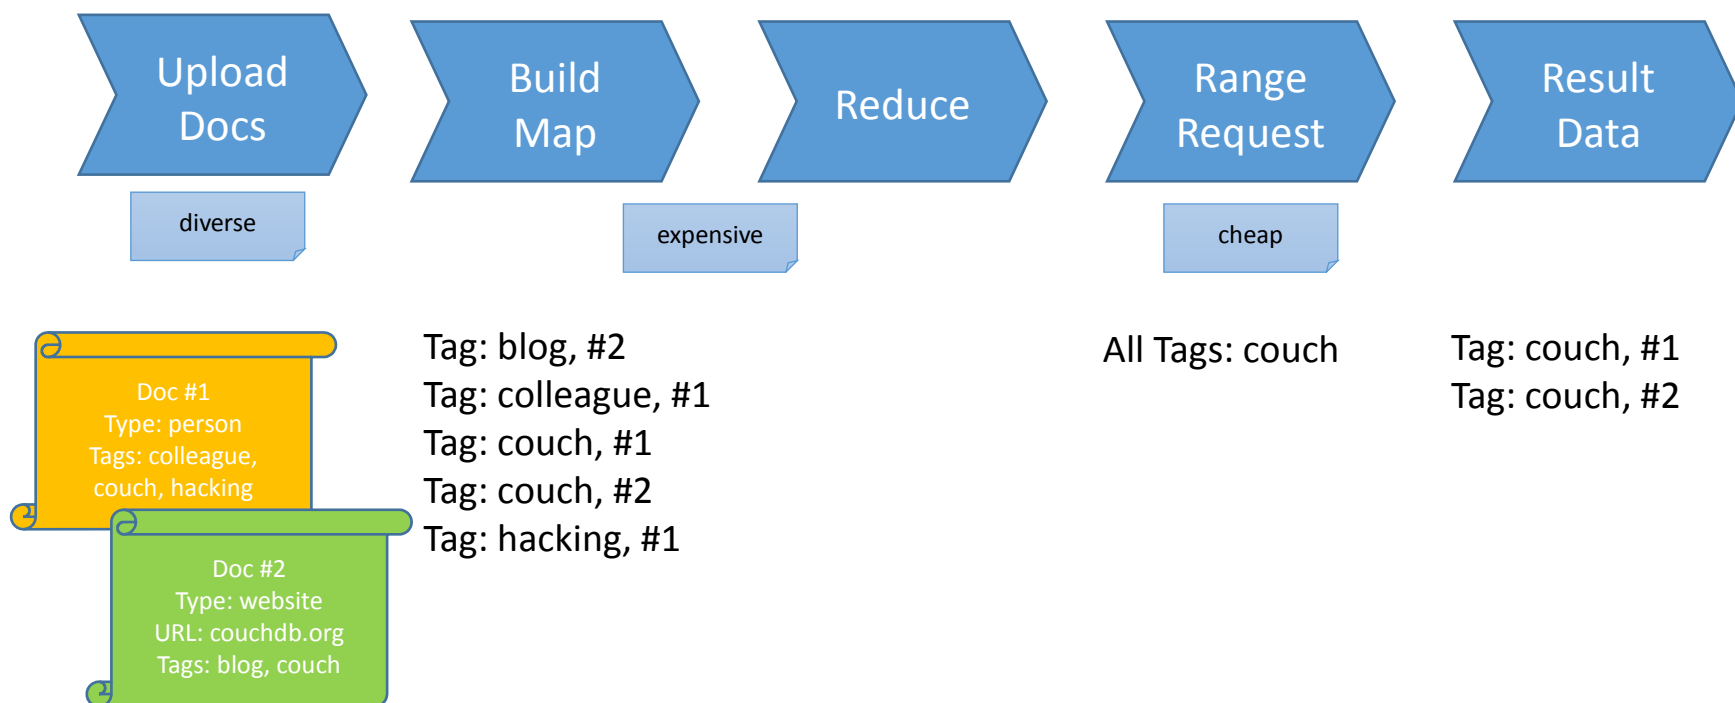 Upload
Docs
Build
Map
Reduce
Range
Request
Result
Data
diverse
expensive
cheap
Doc #1
Type: person
Tags: colleague,
couch, hacking
Doc #2
Type: website
URL: couchdb.org
Tags: blog, couch
Tag: blog, #2
Tag: colleague, #1
Tag: couch, #1
Tag: couch, #2
Tag: hacking, #1
All Tags: couch
Tag: couch, #1
Tag: couch, #2